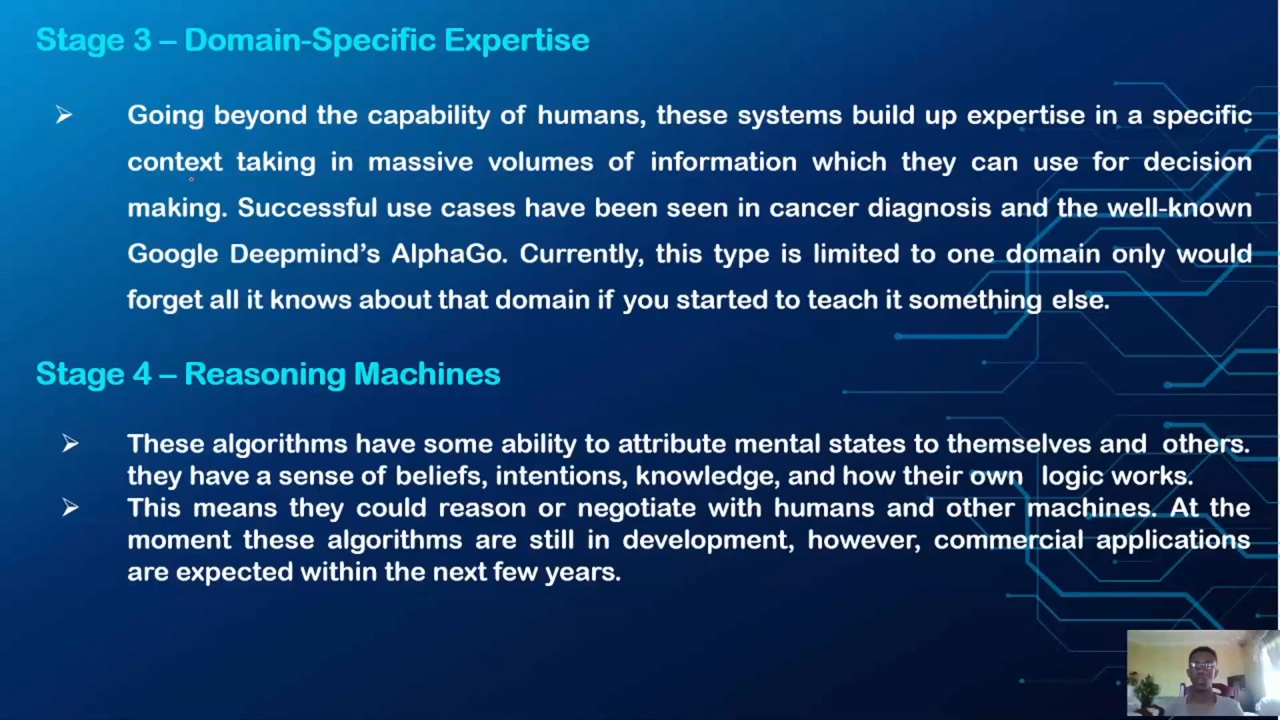 Stage 3 – Domain-Specific Expertise
Going beyond the capability of humans, these systems build up expertise in a specific
context taking in massive volumes of information which they can use for decision
making. Successful use cases have been seen in cancer diagnosis and the well-known
Google Deepmind’s AlphaGo. Currently, this type is limited to one domain only would
forget all it knows about that domain if you started to teach it something else.
Stage 4 – Reasoning Machines
These algorithms have some ability to attribute mental states to themselves and others.
they have a sense of beliefs, intentions, knowledge, and how their own logic works.
This means they could reason or negotiate with humans and other machines. At the
moment these algorithms are still in development, however, commercial applications
are expected within the next few years.